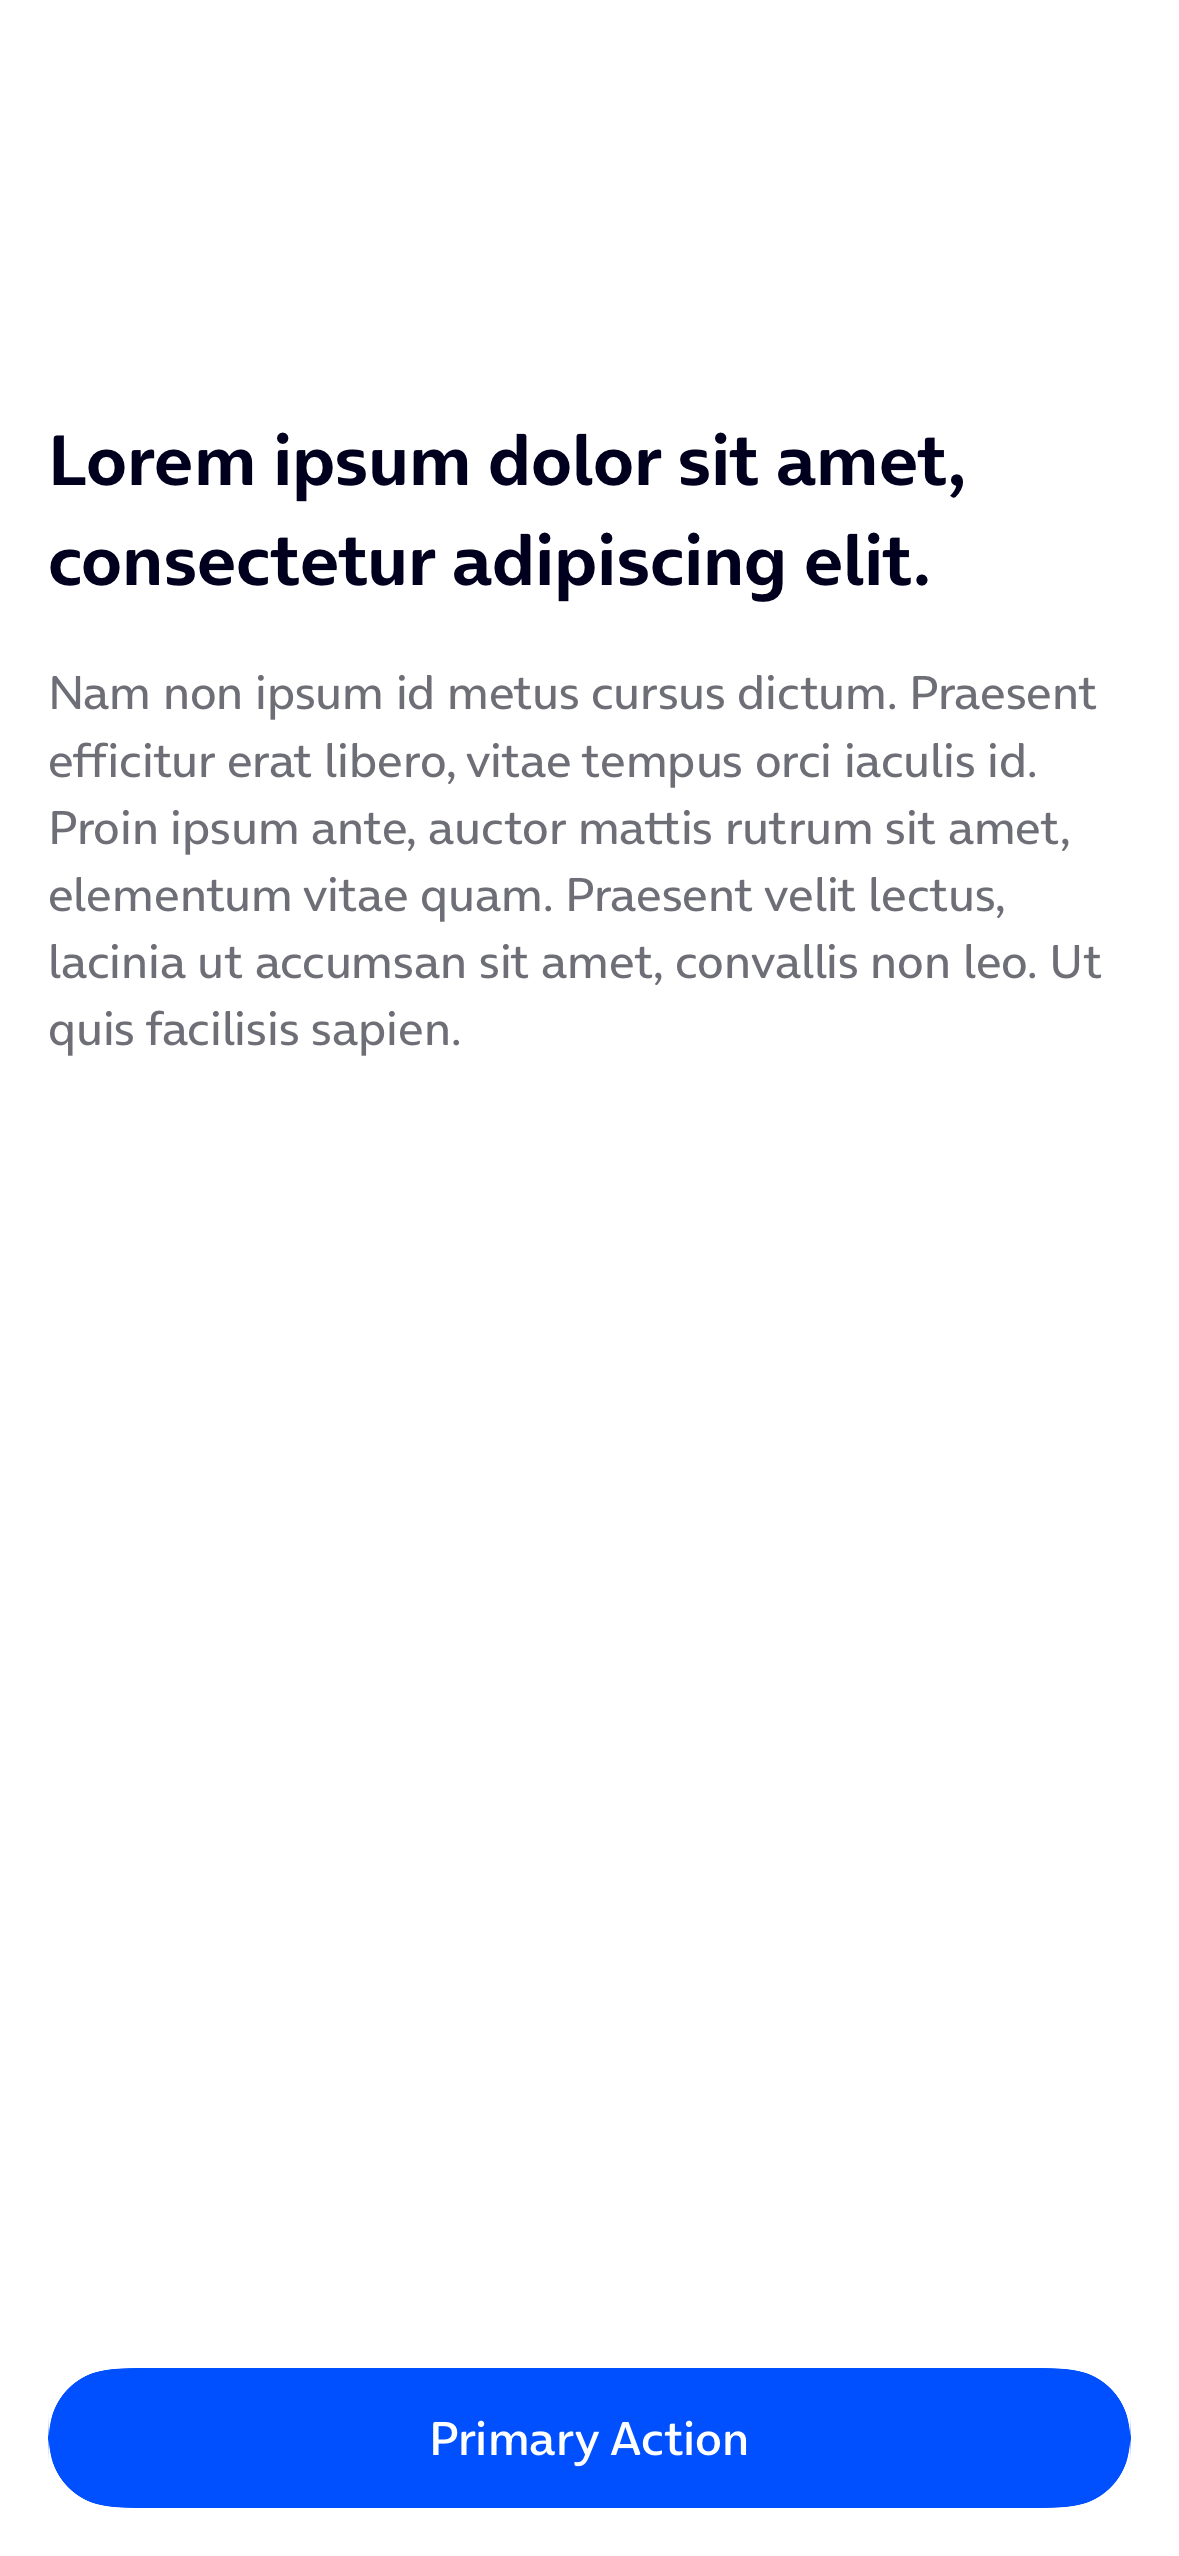 Lorem ipsum dolor sit amet,
consectetur adipiscing elit.
Nam non ipsum id metus cursus dictum. Praesent
efficitur erat libero, vitae tempus orci iaculis id.
Proin ipsum ante, auctor mattis rutrum sit amet,
elementum vitae quam. Praesent velit lectus,
lacinia ut accumsan sit amet, convallis non leo. Ut
quis facilisis sapien.
Primary Action